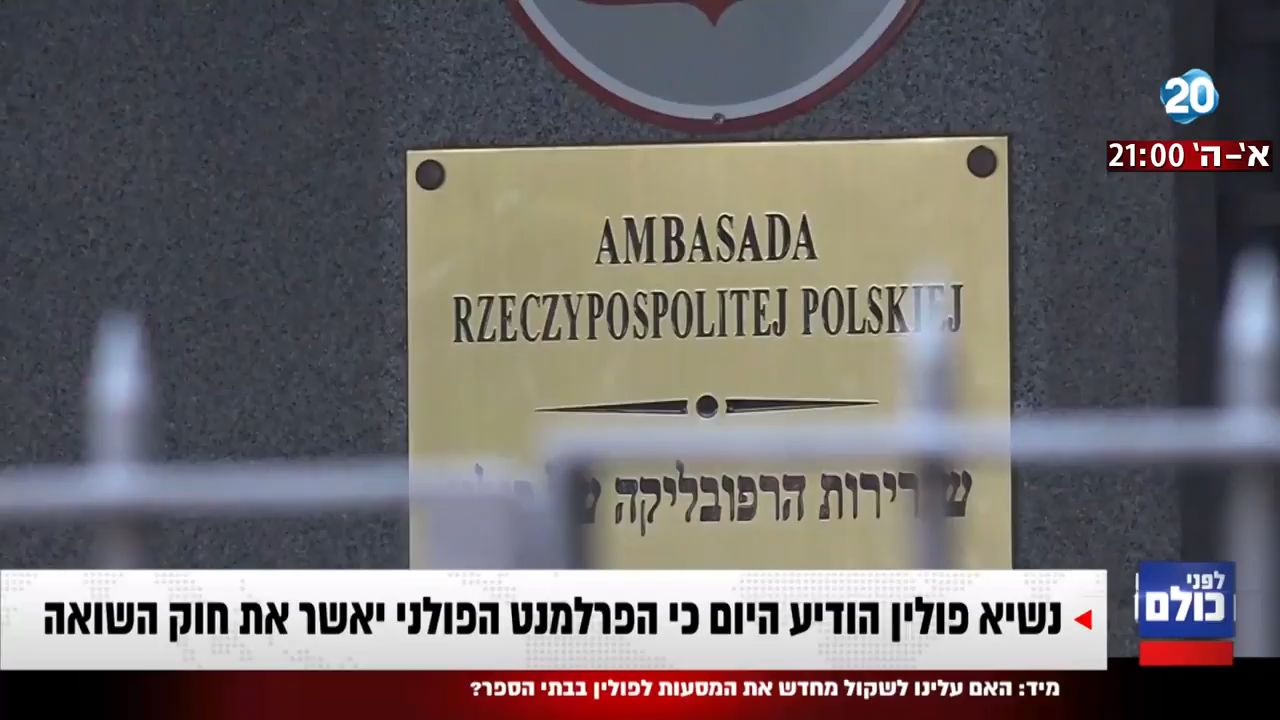 20
א'-ה' 21:00
AMBASADA
RZECZYPOSPOLITEJ POLSKIEJ
הרפובליקה
נשיא פולין הודיע היום כי הפרלמנט הפולני יאשר את חוק השואה
לפני
כולם
מיד: האם עלינו לשקול מחדש את המסעות לפולין בבתי הספר?